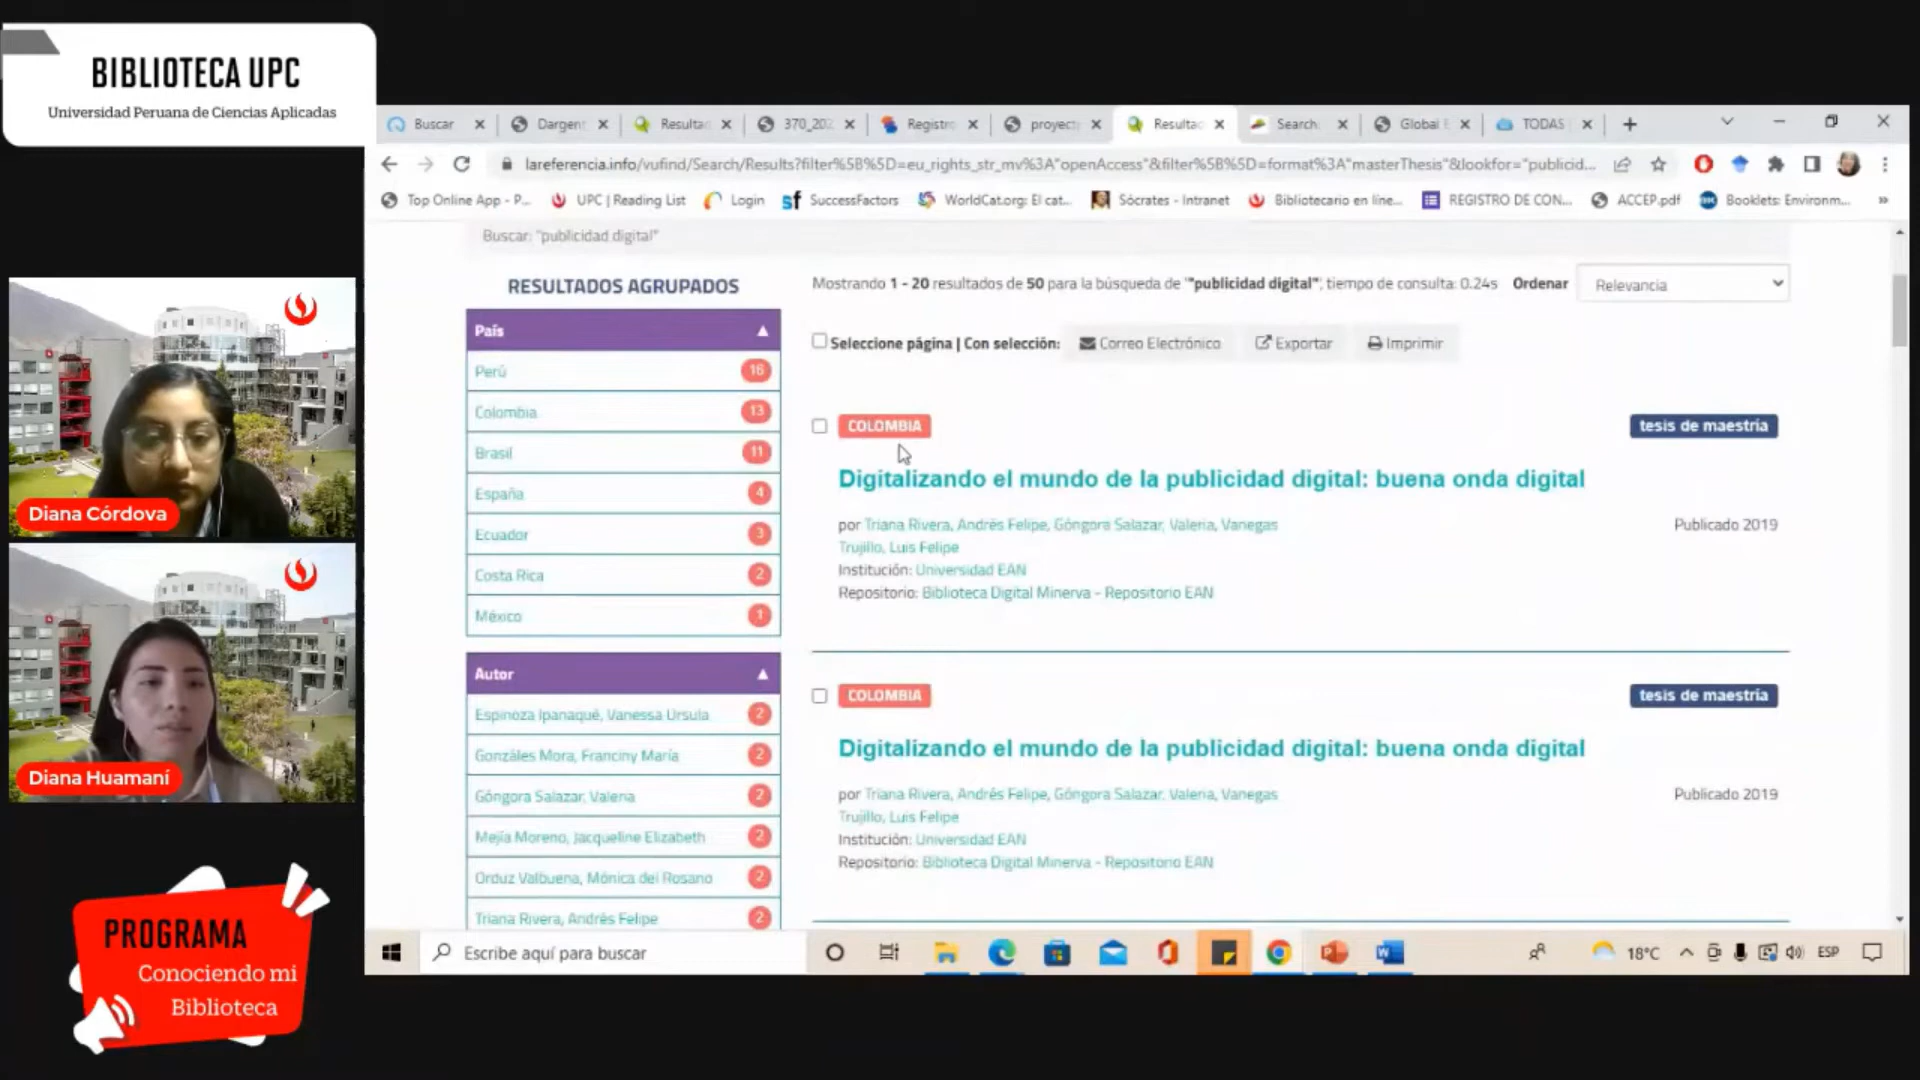 BIBLIOTECA UPC
Universidad Peruana de Ciencias Aplicadas
Buscar
Dargent
Resultad
370_202
Registro
proyecto
Resultad
Search
Global E
TODAS
lareferencia.info/vufind/Search/Results?filter%5B%5D=eu_rights_str_mv%3A"openAccess"&filter%5B%5D=format%3A"masterThesis"&lookfor="publicid...
Top Online App - P...
UPC | Reading List
Login
SuccessFactors
WorldCat.org: El cat...
Sócrates - Intranet
Bibliotecario en líne...
REGISTRO DE CON...
ACCEP.pdf
Booklets: Environm...
»
Buscar: "publicidad digital"
RESULTADOS AGRUPADOS
País
Perú 16
Colombia 13
Brasil 11
España 4
Ecuador 3
Costa Rica 2
México 1
Autor
Espinoza Ipanaqué, Vanessa Ursula 2
Gonzáles Mora, Franciny María 2
Góngora Salazar, Valeria 2
Mejía Moreno, Jacqueline Elizabeth 2
Orduz Valbuena, Mónica del Rosario 2
Triana Rivera, Andrés Felipe 2
Mostrando 1 - 20 resultados de 50 para la búsqueda de '"publicidad digital"', tiempo de consulta: 0.24s
Ordenar
Relevancia
Seleccione página | Con selección:
Correo Electrónico
Exportar
Imprimir
COLOMBIA
tesis de maestría
Digitalizando el mundo de la publicidad digital: buena onda digital
por Triana Rivera, Andrés Felipe, Góngora Salazar, Valeria, Vanegas
Trujillo, Luis Felipe
Publicado 2019
Institución: Universidad EAN
Repositorio: Biblioteca Digital Minerva - Repositorio EAN
COLOMBIA
tesis de maestría
Digitalizando el mundo de la publicidad digital: buena onda digital
por Triana Rivera, Andrés Felipe, Góngora Salazar, Valeria, Vanegas
Trujillo, Luis Felipe
Publicado 2019
Institución: Universidad EAN
Repositorio: Biblioteca Digital Minerva - Repositorio EAN
Diana Córdova
Diana Huamaní
PROGRAMA
Conociendo mi
Biblioteca
Escribe aquí para buscar
18°C
ESP